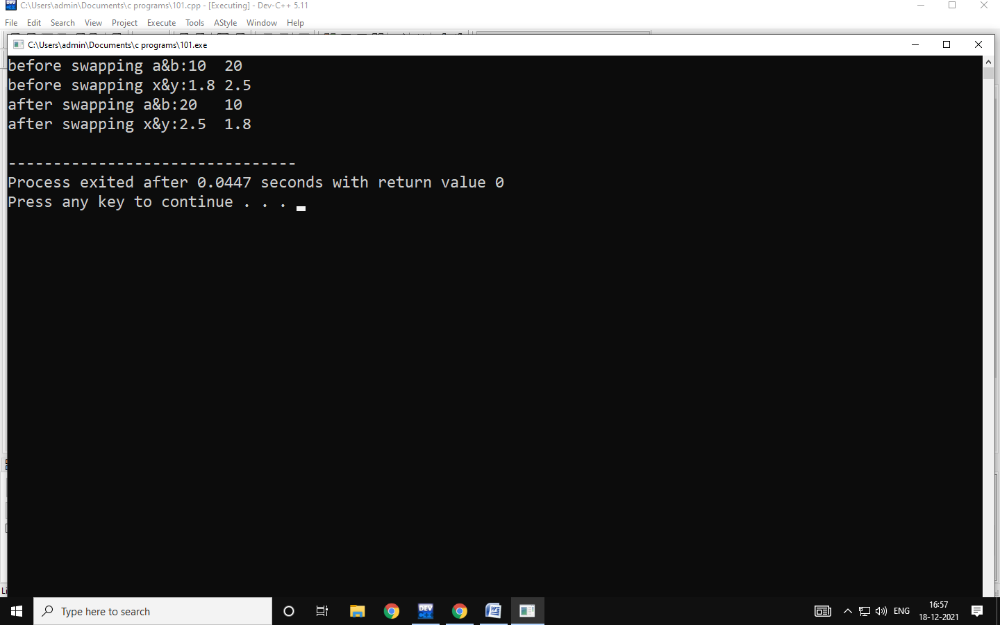 C:\Users\admin\Documents\c programs\101.cpp - [Executing] - Dev-C++ 5.11
File Edit Search View Project Execute Tools AStyle Window Help
C:\Users\admin\Documents\c programs\101.exe
before swapping a&b:10  20
before swapping x&y:1.8 2.5
after swapping a&b:20   10
after swapping x&y:2.5  1.8
--------------------------------
Process exited after 0.0447 seconds with return value 0
Press any key to continue . . .
Li
Type here to search
DEV
ENG
16:57
18-12-2021